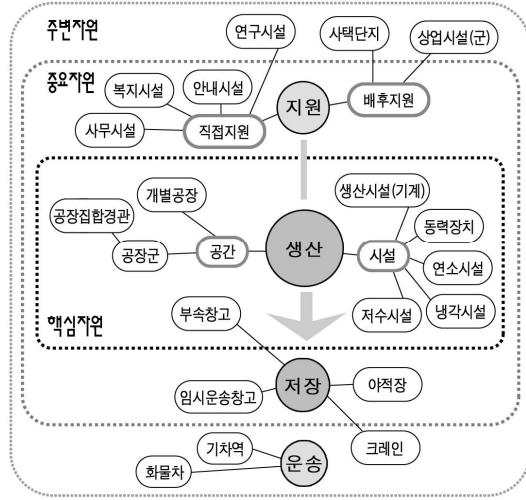 주변자원
연구시설
사택단지
상업시설(군)
중요자원
복지시설
안내시설
지원
배후지원
사무시설
직접지원
생산시설(기계)
개별공장
공장집합경관
동력장치
공장군
공간
생산
시설
연소시설
저수시설
냉각시설
핵심자원
부속창고
임시운송창고
저장
야적장
기차역
크레인
화물차
운송